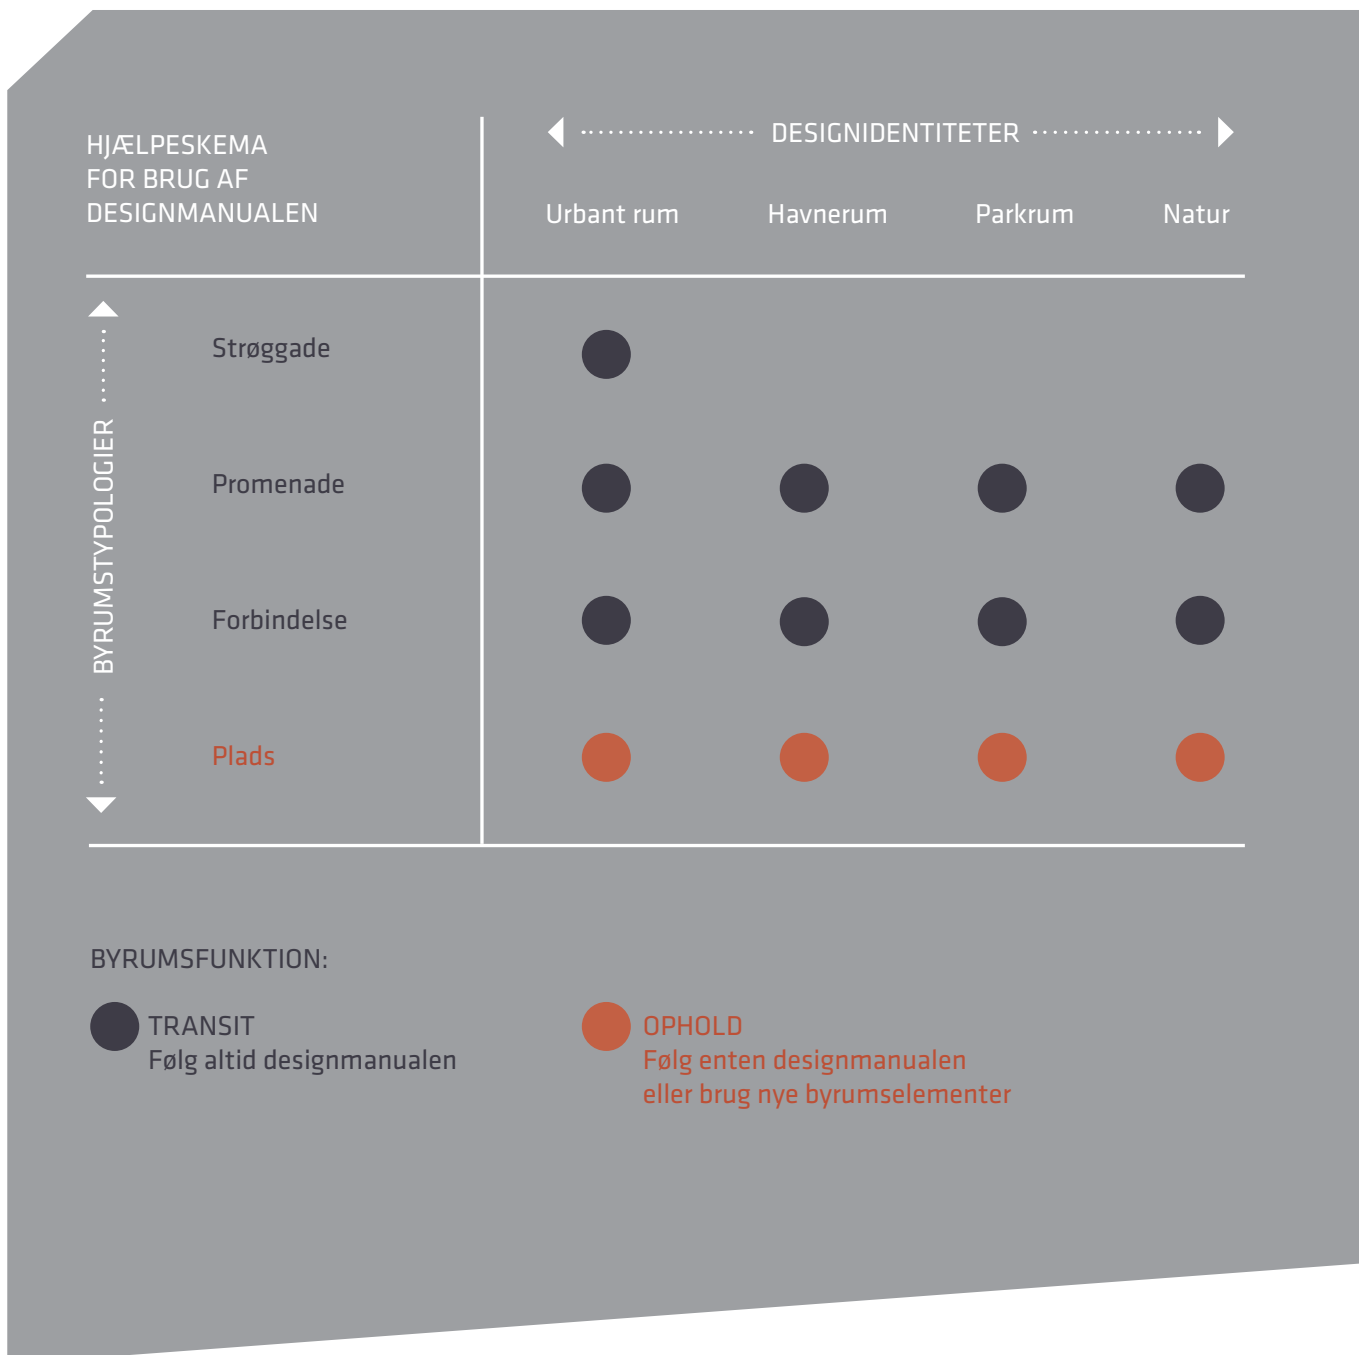 HJÆLPESKEMA
FOR BRUG AF
DESIGNMANUALEN
DESIGNIDENTITETER
Urbant rum Havnerum Parkrum Natur
BYRUMSTYPOLOGIER
Strøggade
Promenade
Forbindelse
Plads
BYRUMSFUNKTION:
TRANSIT
Følg altid designmanualen
OPHOLD
Følg enten designmanualen
eller brug nye byrumselementer